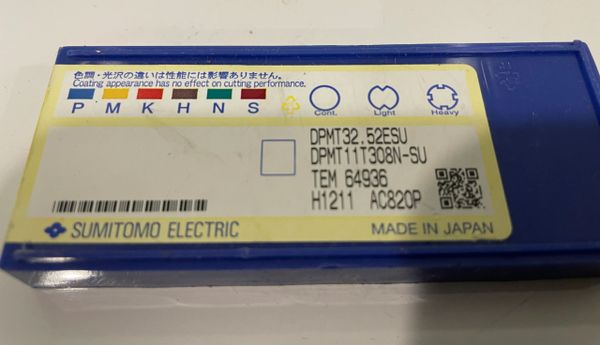 色調・光沢の違いは性能には影響ありません。
Coating appearance has no effect on cutting performance.
P M K H N S
Cont. Light Heavy
DPMT32.52ESU
DPMT11T308N-SU
TEM 64936
H1211 AC820P
SUMITOMO ELECTRIC
MADE IN JAPAN